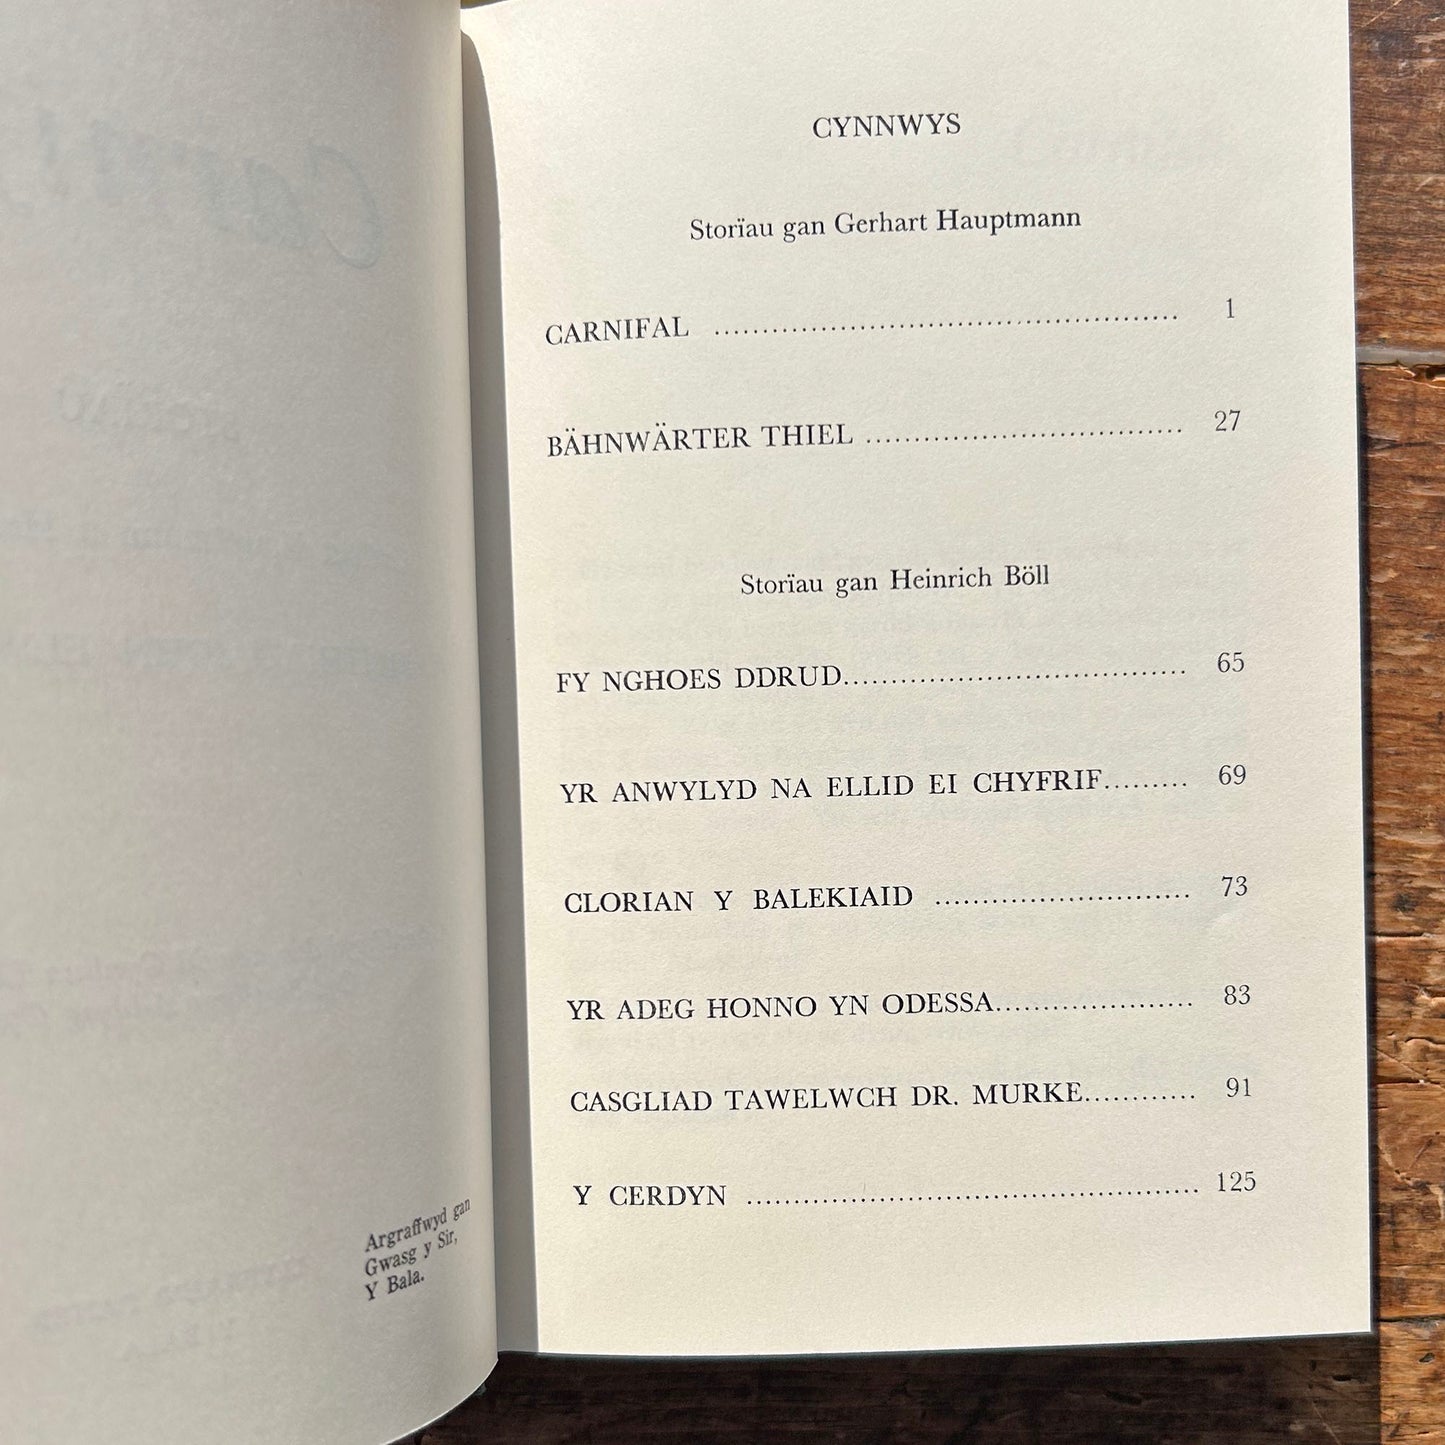 Argraffwyd gan
Gwasg y Sir,
Y Bala.
CYNNWYS
Storïau gan Gerhart Hauptmann
CARNIFAL ................................................ 1
BÄHNWÄRTER THIEL ................................. 27
Storïau gan Heinrich Böll
FY NGHOES DDRUD.................................... 65
YR ANWYLYD NA ELLID EI CHYFRIF......... 69
CLORIAN Y BALEKIAID ........................... 73
YR ADEG HONNO YN ODESSA..................... 83
CASGLIAD TAWELWCH DR. MURKE............ 91
Y CERDYN ............................................... 125